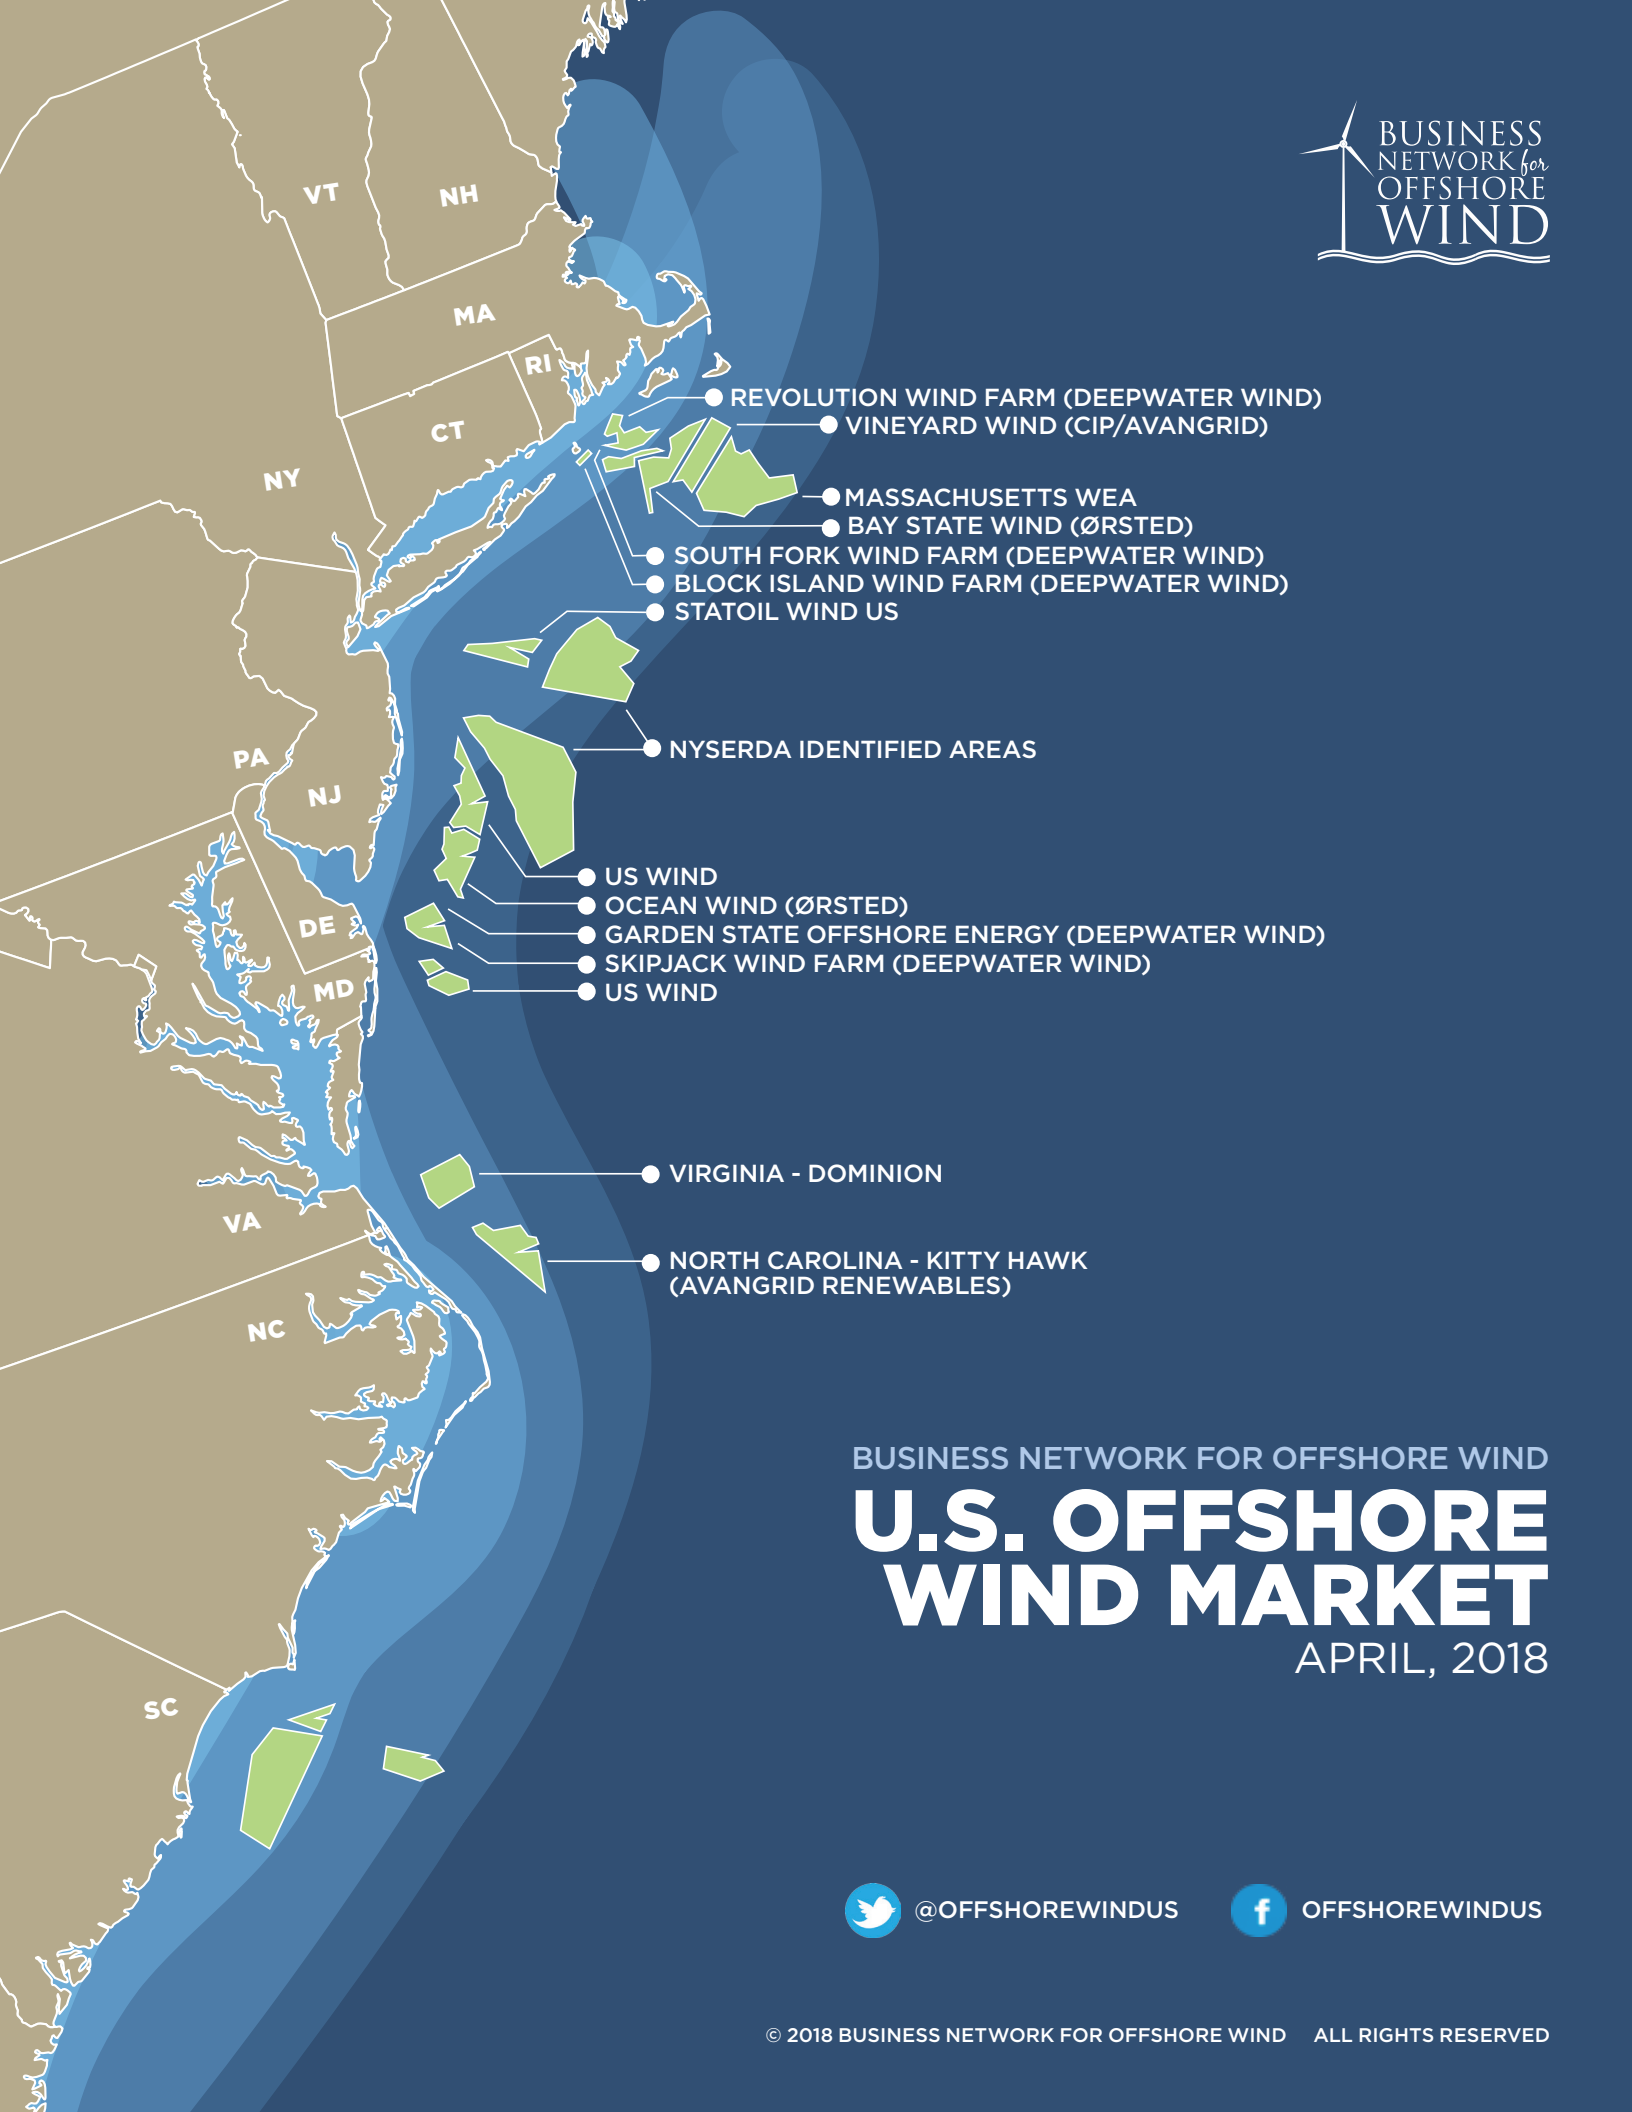 BUSINESS
NETWORK for
OFFSHORE
WIND
VT
NH
MA
RI
CT
NY
PA
NJ
DE
MD
VA
NC
SC
REVOLUTION WIND FARM (DEEPWATER WIND)
VINEYARD WIND (CIP/AVANGRID)
MASSACHUSETTS WEA
BAY STATE WIND (ØRSTED)
SOUTH FORK WIND FARM (DEEPWATER WIND)
BLOCK ISLAND WIND FARM (DEEPWATER WIND)
STATOIL WIND US
NYSERDA IDENTIFIED AREAS
US WIND
OCEAN WIND (ØRSTED)
GARDEN STATE OFFSHORE ENERGY (DEEPWATER WIND)
SKIPJACK WIND FARM (DEEPWATER WIND)
US WIND
VIRGINIA - DOMINION
NORTH CAROLINA - KITTY HAWK
(AVANGRID RENEWABLES)
BUSINESS NETWORK FOR OFFSHORE WIND
U.S. OFFSHORE
WIND MARKET
APRIL, 2018
@OFFSHOREWINDUS
f OFFSHOREWINDUS
© 2018 BUSINESS NETWORK FOR OFFSHORE WIND ALL RIGHTS RESERVED